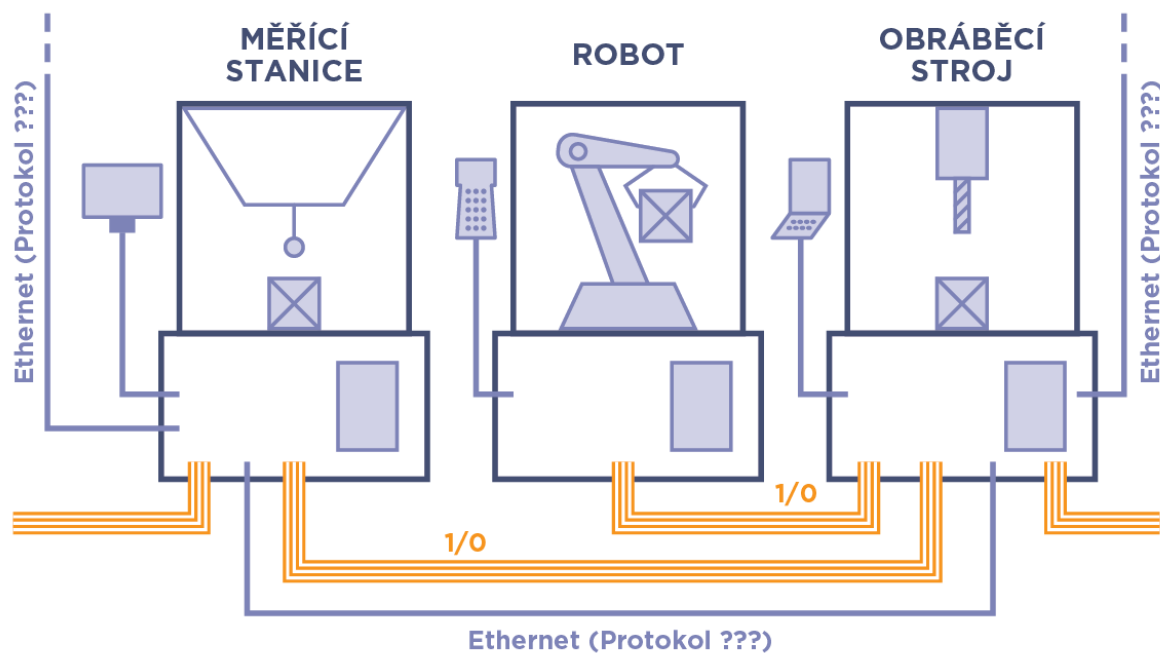 MĚŘÍCÍ
STANICE
ROBOT
OBRÁBĚCÍ
STROJ
Ethernet (Protokol ???)
Ethernet (Protokol ???)
1/0
1/0
Ethernet (Protokol ???)